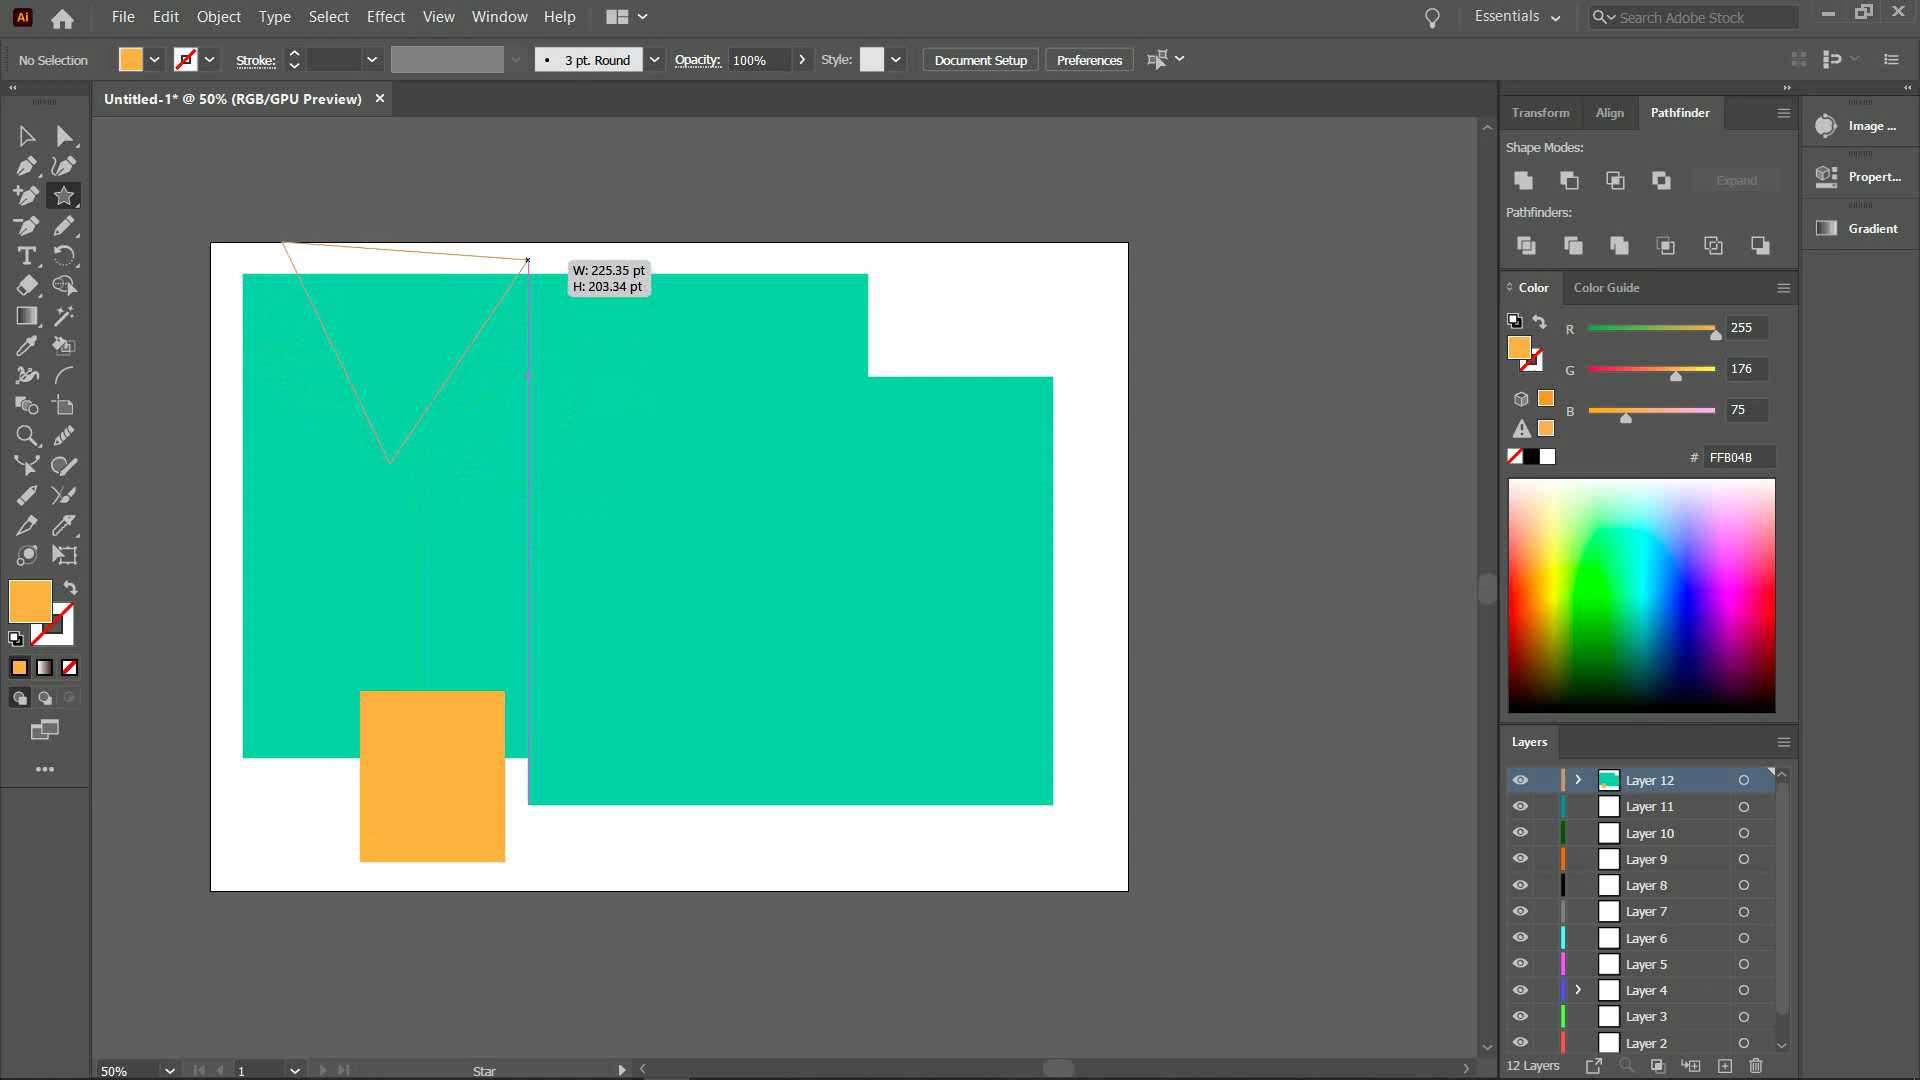 Ai File Edit Object Type Select Effect View Window Help Essentials Search Adobe Stock
No Selection Stroke: 3 pt. Round Opacity: 100% Style: Document Setup Preferences
Untitled-1* @ 50% (RGB/GPU Preview)
Transform Align Pathfinder
Image ...
Shape Modes:
Propert...
Expand
Pathfinders:
Gradient
W: 225.35 pt
H: 203.34 pt
Color Color Guide
R 255
G 176
B 75
# FFB04B
Layers
Layer 12
Layer 11
Layer 10
Layer 9
Layer 8
Layer 7
Layer 6
Layer 5
Layer 4
Layer 3
Layer 2
12 Layers
50% 1 Star